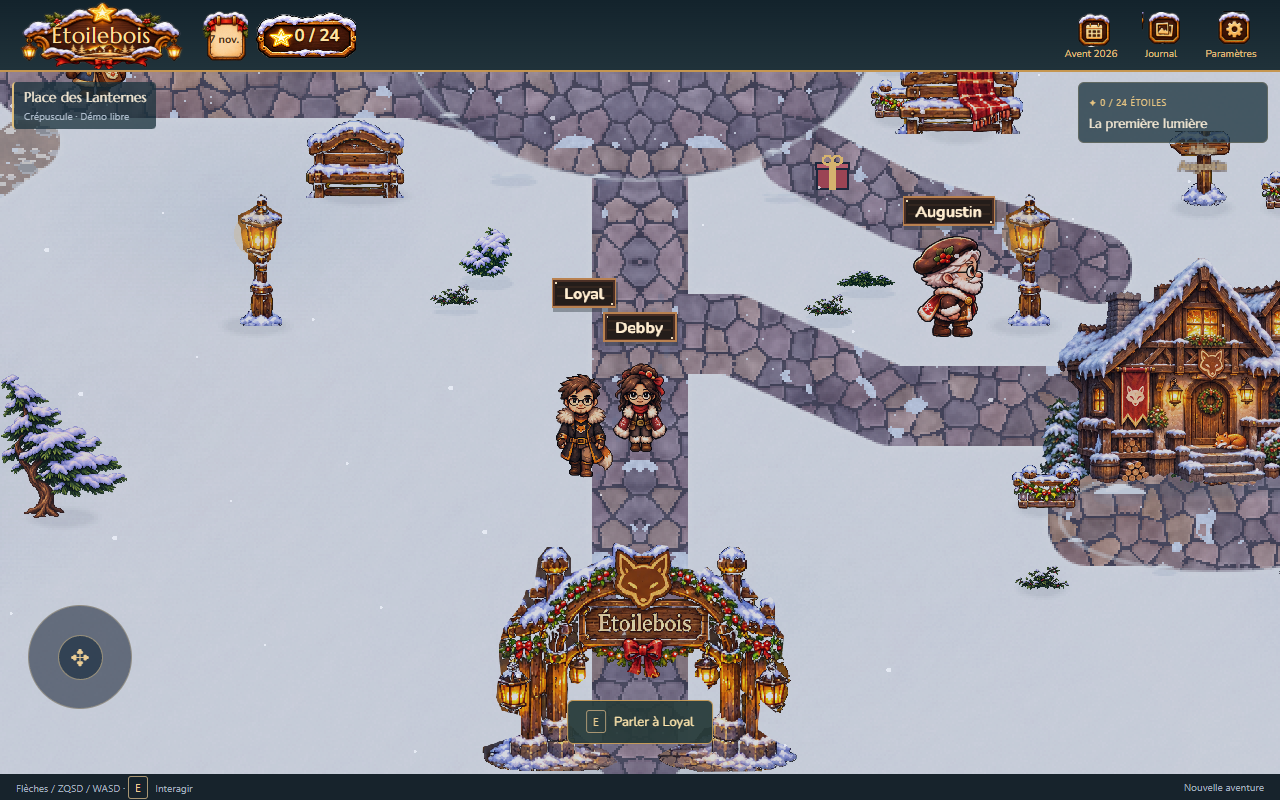 Étoilebois
7 nov.
0 / 24
Avent 2026
Journal
Paramètres
Place des Lanternes
Crépuscule · Démo libre
✦ 0 / 24 ÉTOILES
La première lumière
Augustin
Loyal
Debby
Étoilebois
E Parler à Loyal
Flèches / ZQSD / WASD · E Interagir
Nouvelle aventure